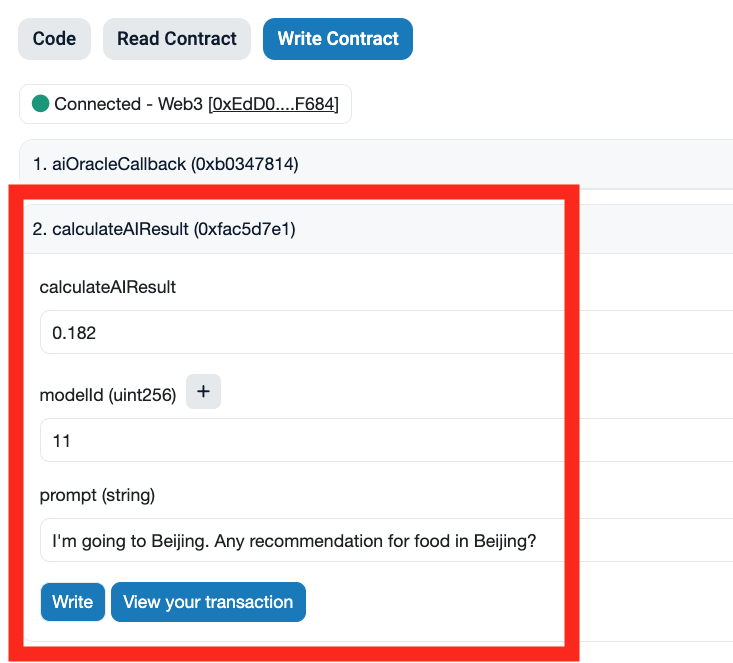 Code Read Contract Write Contract
Connected - Web3 [0xEdD0....F684]
1. aiOracleCallback (0xb0347814)
2. calculateAIResult (0xfac5d7e1)
calculateAIResult
0.182
modelId (uint256) +
11
prompt (string)
I'm going to Beijing. Any recommendation for food in Beijing?
Write View your transaction